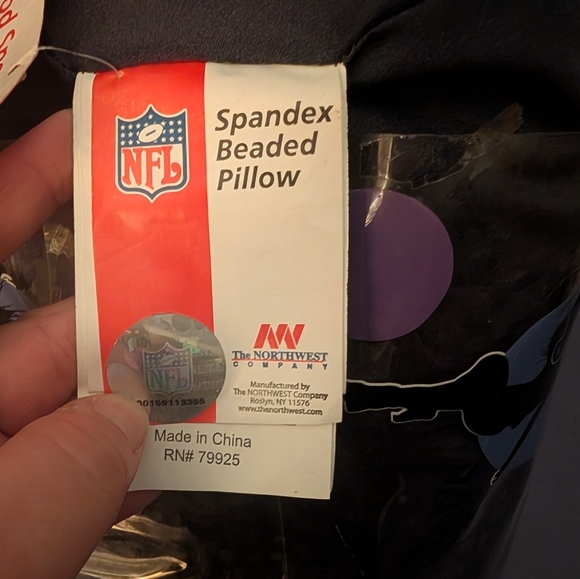 NFL
Spandex
Beaded
Pillow
NFL
The NORTHWEST
COMPANY
Manufactured by
The NORTHWEST Company
Roslyn, NY 11576
www.thenorthwest.com
Made in China
RN# 79925